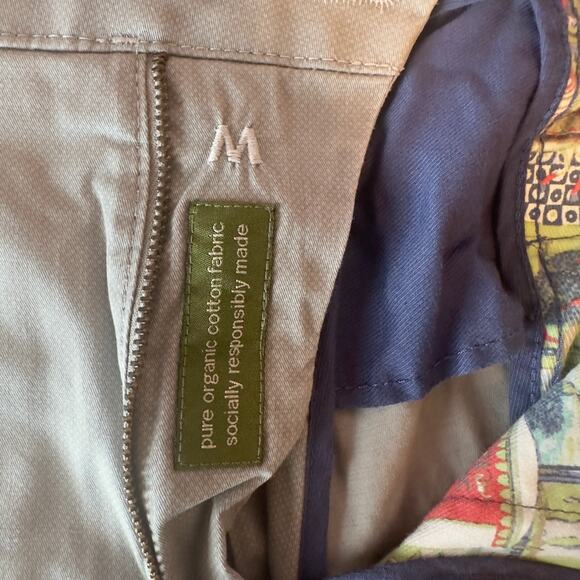 W
pure organic cotton fabric
socially responsibly made